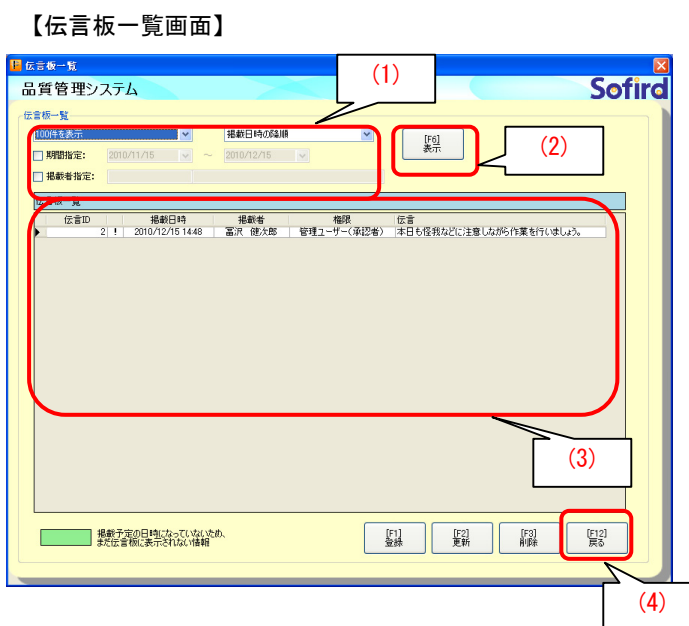 【伝言板一覧画面】
伝言板一覧
(1)
品質管理システム
Sofird
伝言板一覧
100件を表示 掲載日時の降順
[F6]
表示
(2)
期間指定: 2010/11/15 ～ 2010/12/15
掲載者指定:
伝言板一覧
伝言ID 掲載日時 掲載者 権限 伝言
2 ! 2010/12/15 14:48 冨沢 健次郎 管理ユーザー(承認者) 本日も怪我などに注意しながら作業を行いましょう。
(3)
掲載予定の日時になっていないため、
まだ伝言板に表示されない情報
[F1]
登録
[F2]
更新
[F3]
削除
[F12]
戻る
(4)